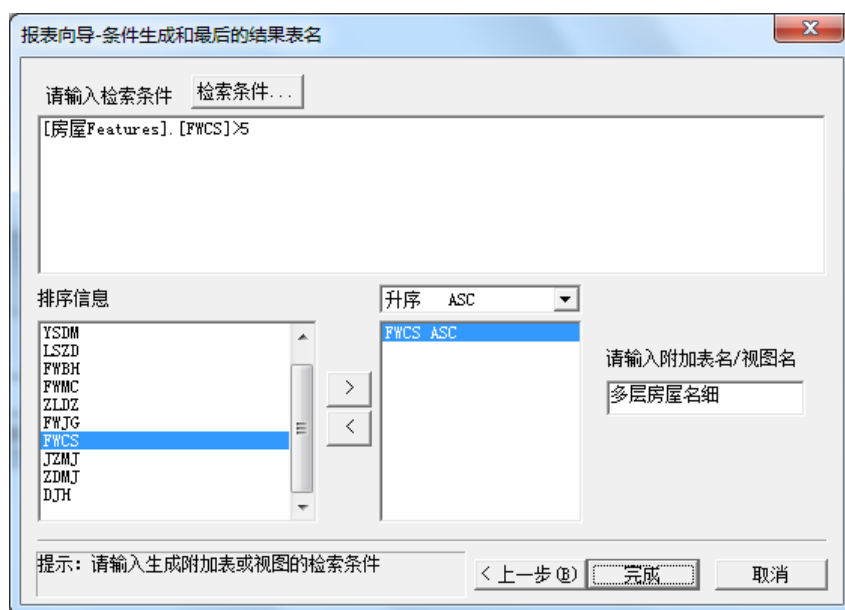 报表向导-条件生成和最后的结果表名
请输入检索条件 检索条件...
[房屋Features].[FWCS]>5
排序信息
升序 ASC
YSDM
LSZD
FWBH
FWMC
ZLDZ
FWJG
FWCS
JZMJ
ZDMJ
DJH
>
<
FWCS ASC
请输入附加表名/视图名
多层房屋名细
提示：请输入生成附加表或视图的检索条件
< 上一步(B)
完成
取消